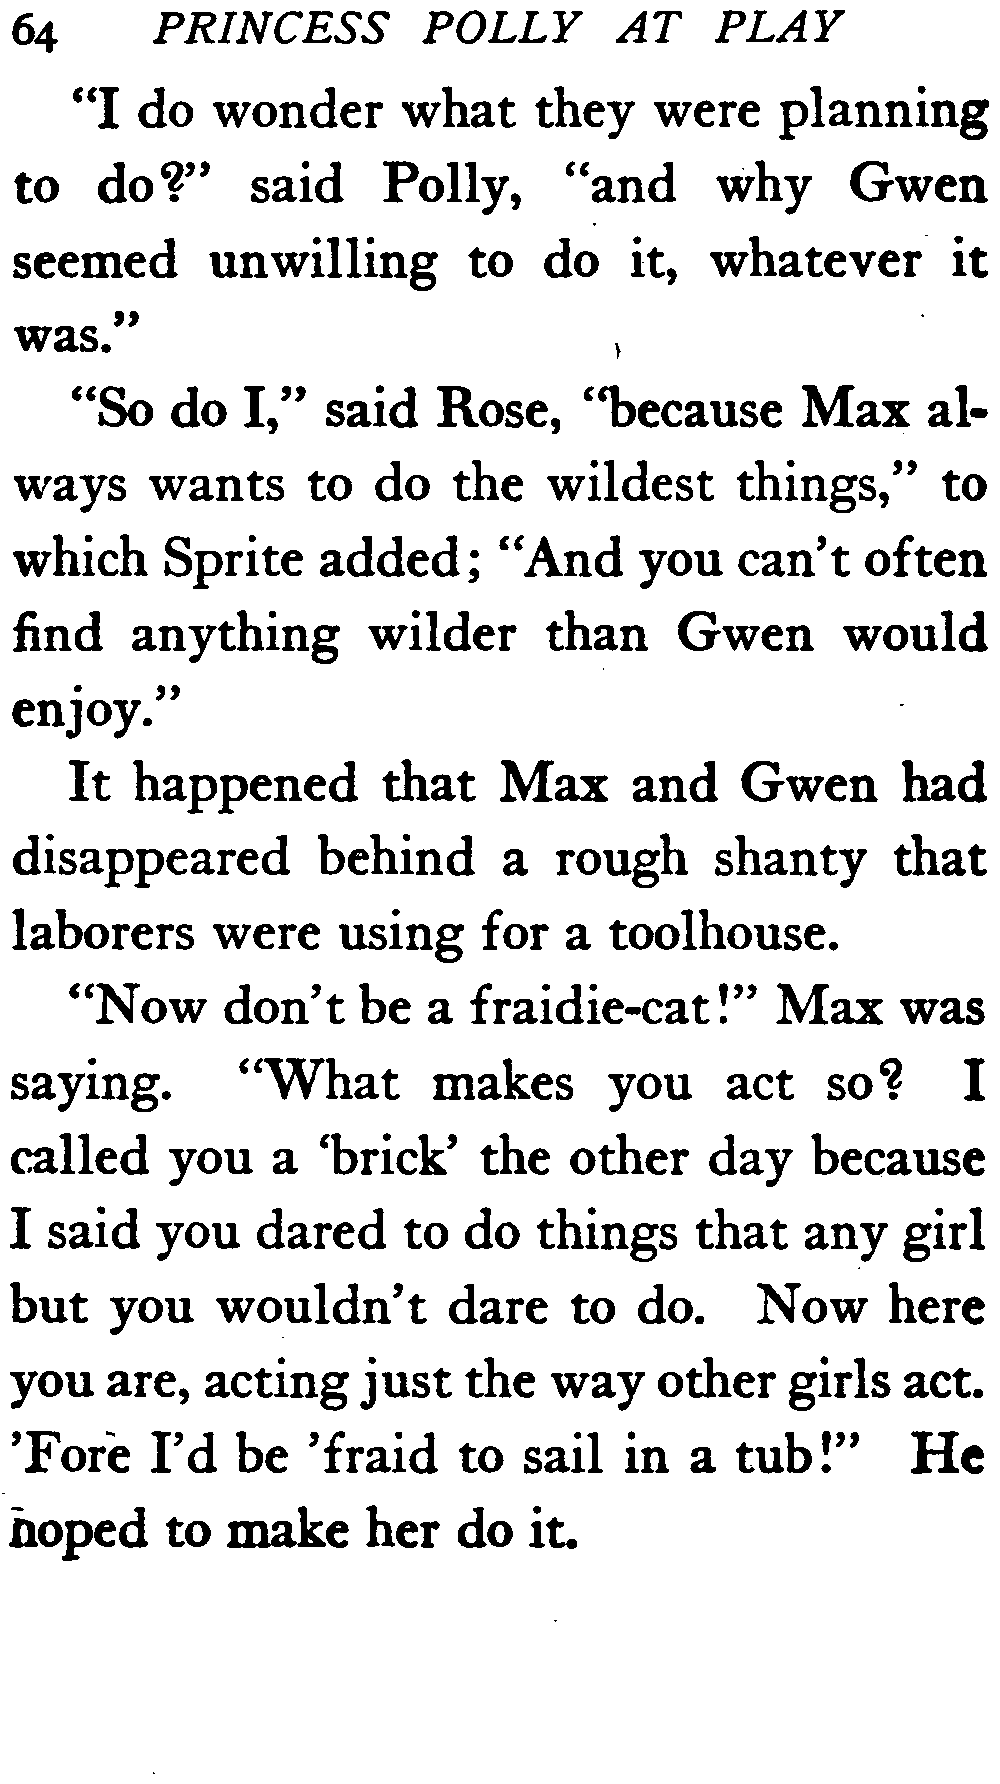 64 PRINCESS POLLY AT PLAY
“I do wonder what they were planning
to do?” said Polly, “and why Gwen
seemed unwilling to do it, whatever it
was.”
“So do I,” said Rose, “because Max al-
ways wants to do the wildest things,” to
which Sprite added; “And you can’t often
find anything wilder than Gwen would
enjoy.”
It happened that Max and Gwen had
disappeared behind a rough shanty that
laborers were using for a toolhouse.
“Now don’t be a fraidie-cat!” Max was
saying. “What makes you act so? I
called you a ‘brick’ the other day because
I said you dared to do things that any girl
but you wouldn’t dare to do. Now here
you are, acting just the way other girls act.
’Fore I’d be ’fraid to sail in a tub!” He
hoped to make her do it.